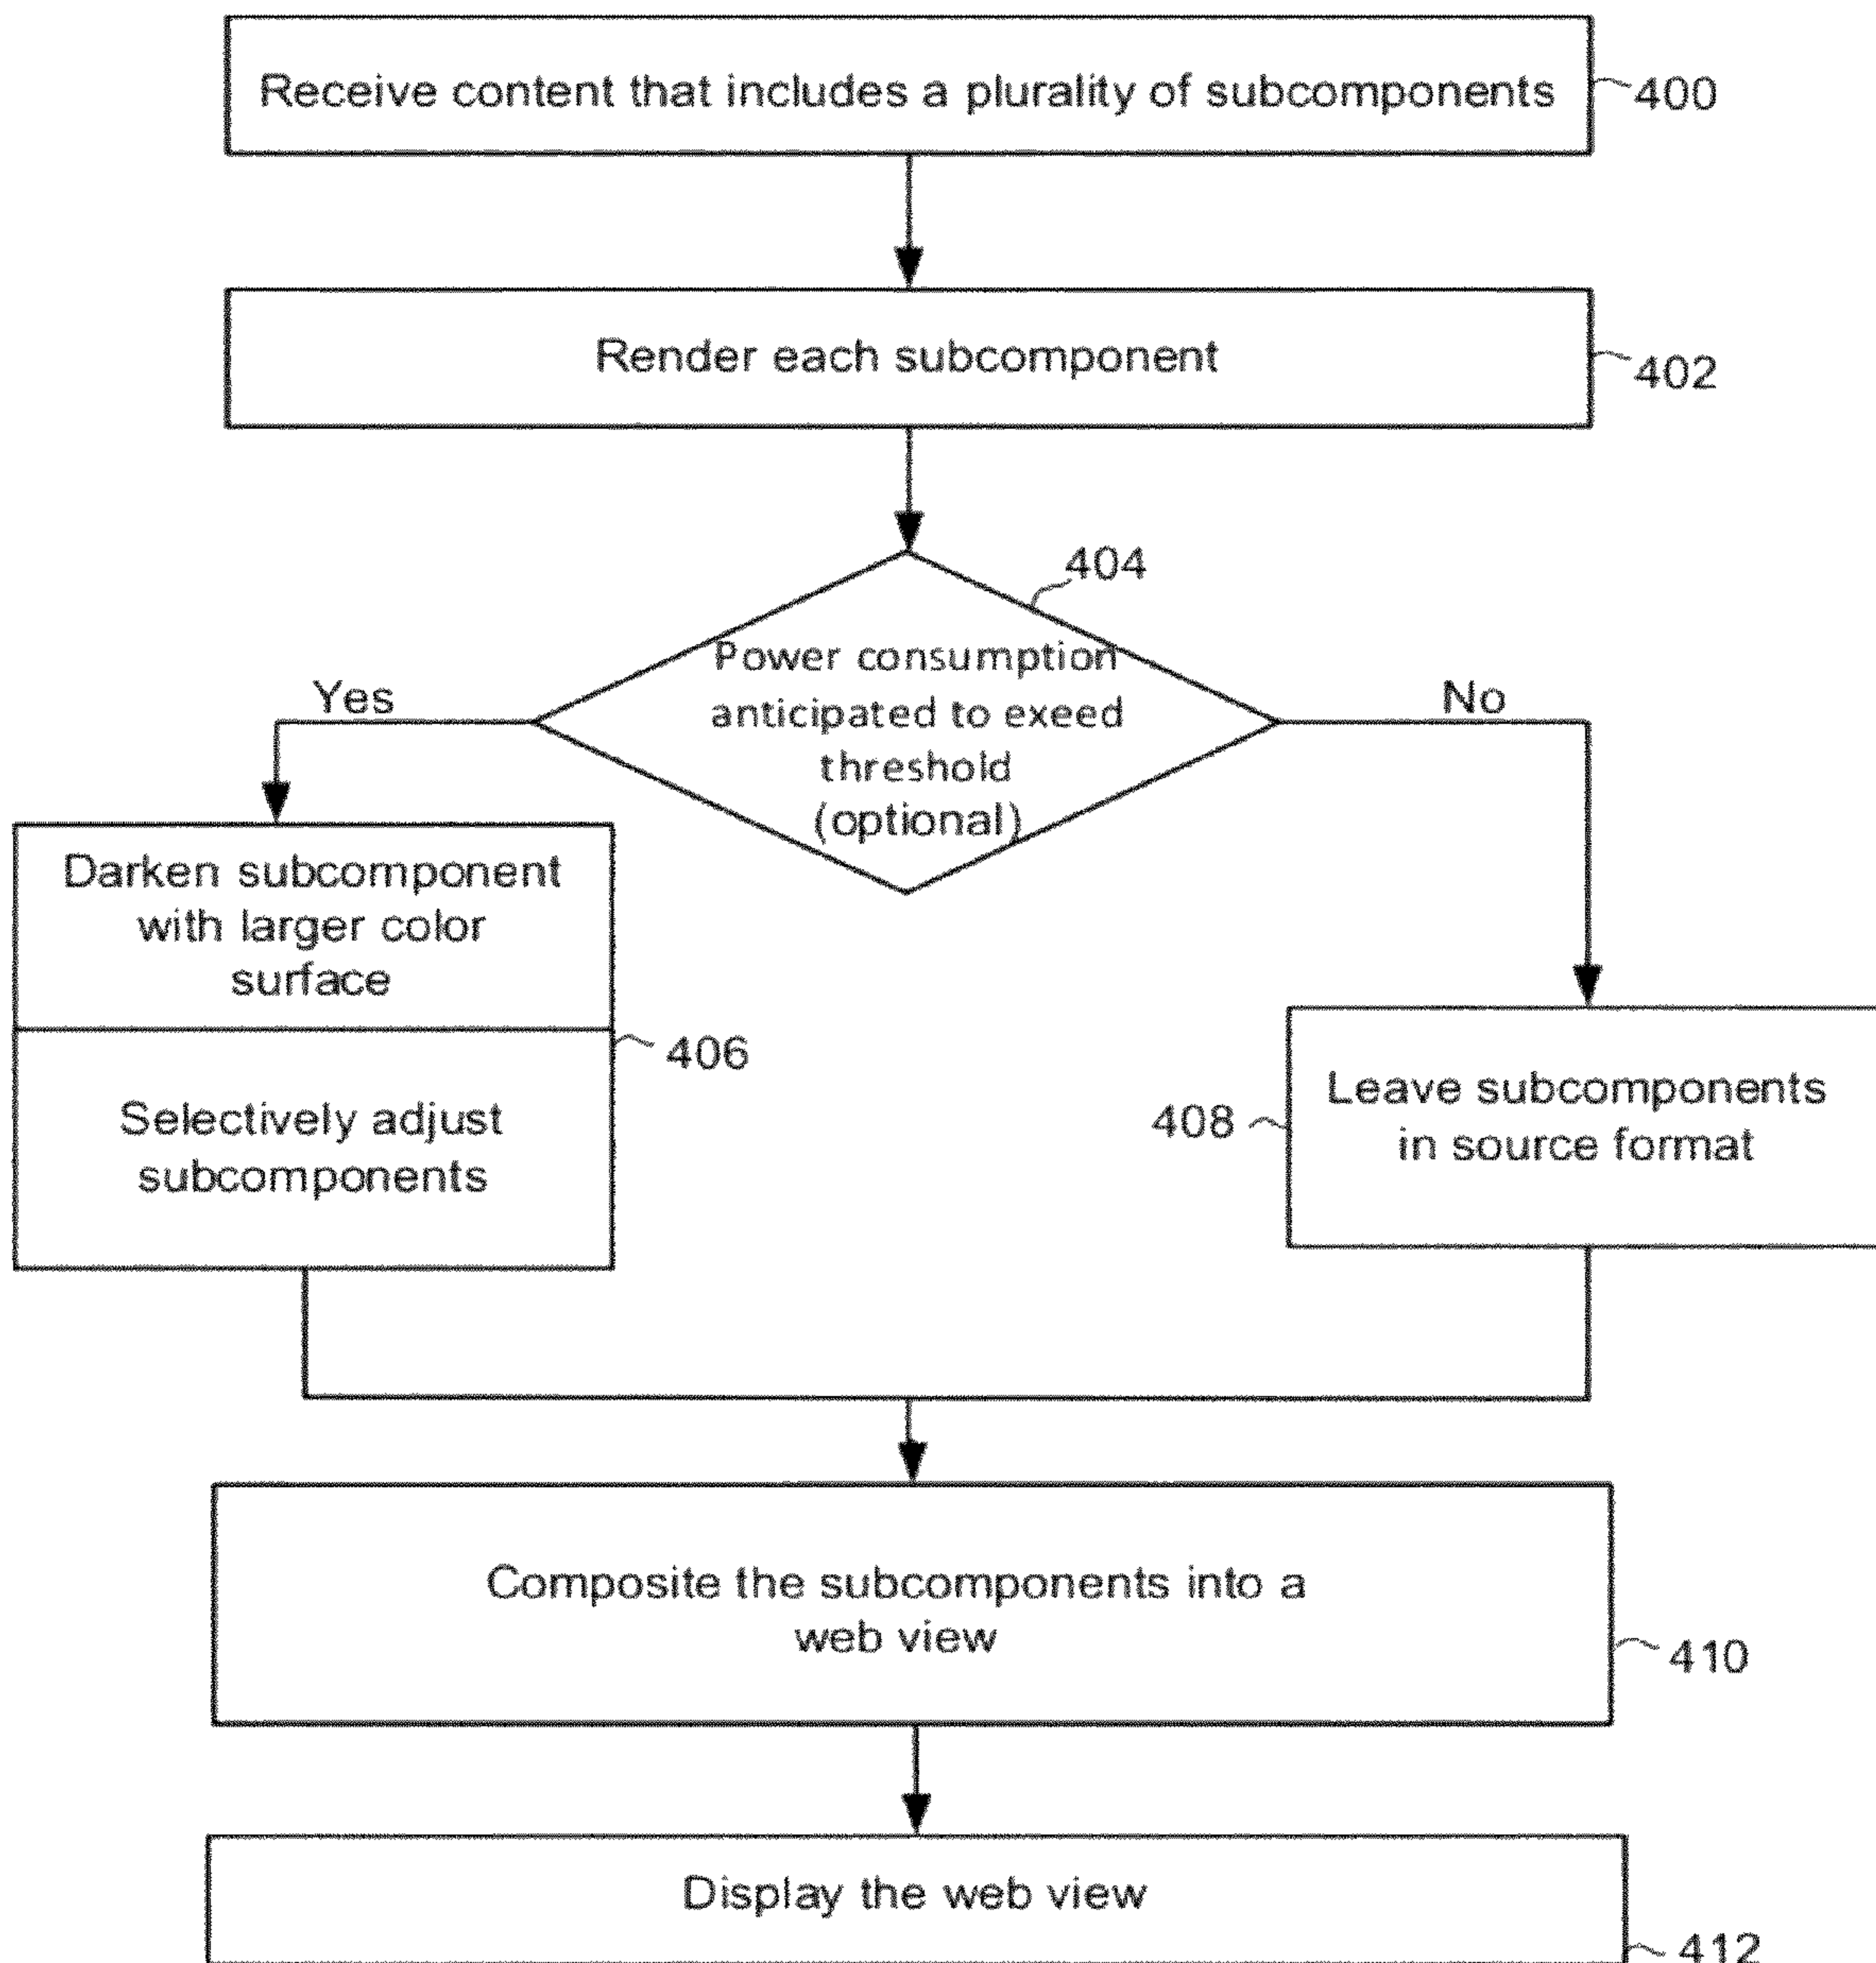 Receive content that includes a plurality of subcomponents
400
Render each subcomponent
402
404
Power consumption
anticipated to exeed
threshold
(optional)
Yes
No
Darken subcomponent
with larger color
surface
406
Selectively adjust
subcomponents
Leave subcomponents
in source format
408
Composite the subcomponents into a
web view
410
Display the web view
412